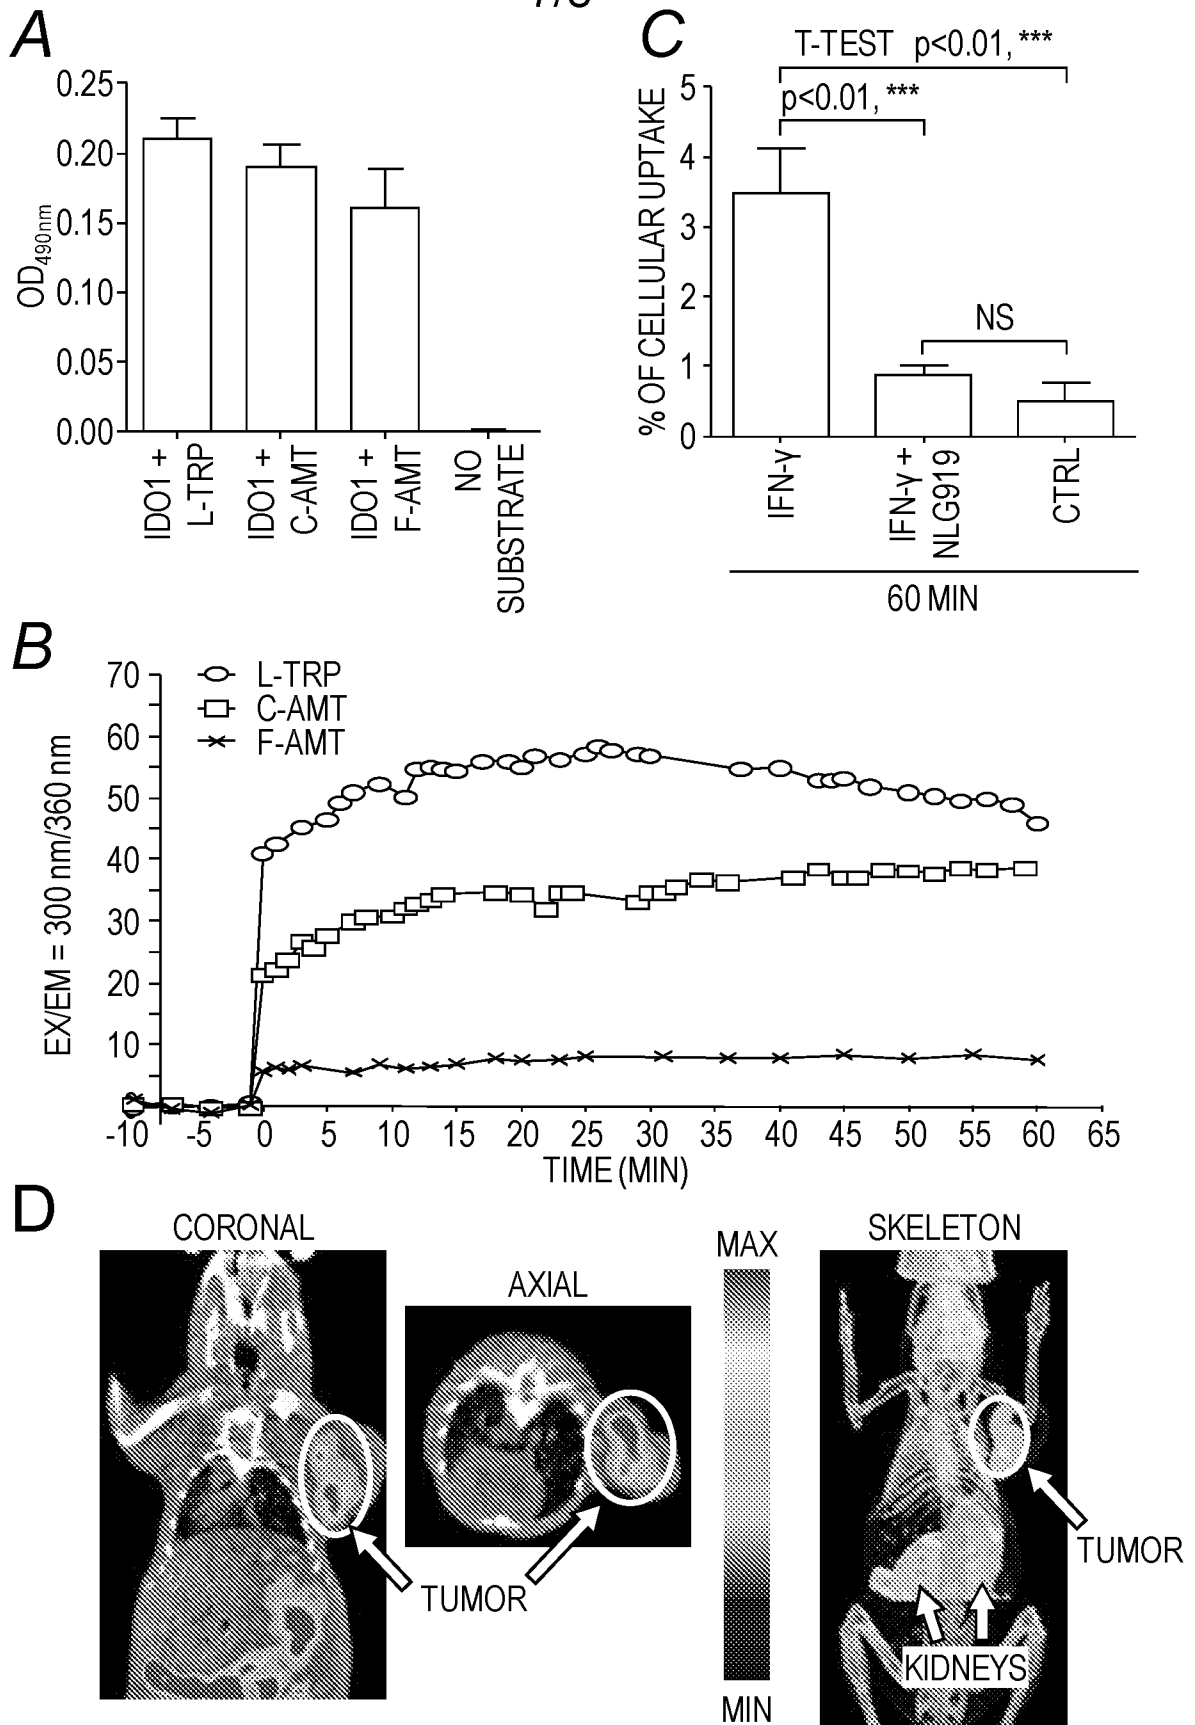 A
0.25
0.20
0.15
0.10
0.05
0.00
OD490nm
IDO1 +
L-TRP
IDO1 +
C-AMT
IDO1 +
F-AMT
NO
SUBSTRATE
C
T-TEST p<0.01, ***
p<0.01, ***
NS
5
4
3
2
1
0
% OF CELLULAR UPTAKE
IFN-γ
IFN-γ +
NLG919
CTRL
60 MIN
B
70
60
50
40
30
20
10
EX/EM = 300 nm/360 nm
L-TRP
C-AMT
F-AMT
-10 -5 0 5 10 15 20 25 30 35 40 45 50 55 60 65
TIME (MIN)
D
CORONAL
AXIAL
TUMOR
MAX
MIN
SKELETON
TUMOR
KIDNEYS